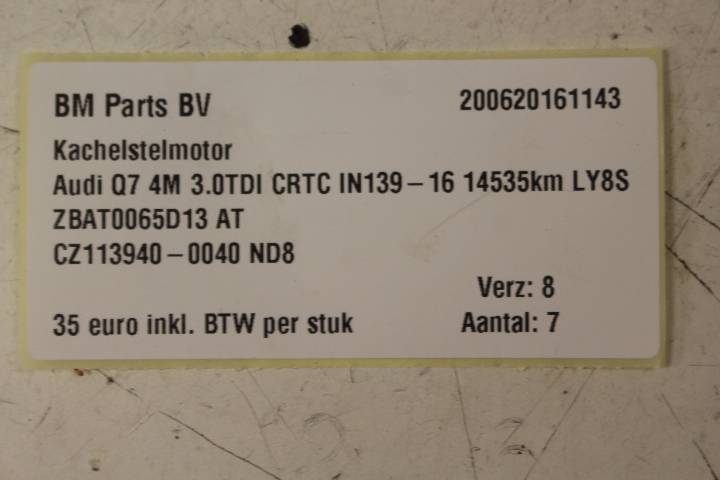 BM Parts BV 200620161143
Kachelstelmotor
Audi Q7 4M 3.0TDI CRTC IN139-16 14535km LY8S
ZBAT0065D13 AT
CZ113940-0040 ND8
Verz: 8
35 euro inkl. BTW per stuk Aantal: 7